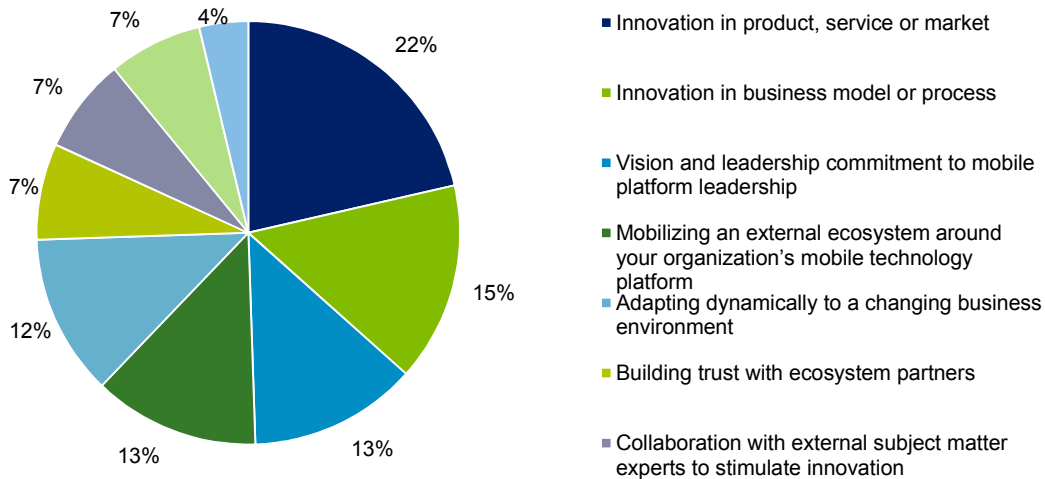 7%
4%
22%
7%
7%
15%
12%
13%
13%
Innovation in product, service or market
Innovation in business model or process
Vision and leadership commitment to mobile
platform leadership
Mobilizing an external ecosystem around
your organization’s mobile technology
platform
Adapting dynamically to a changing business
environment
Building trust with ecosystem partners
Collaboration with external subject matter
experts to stimulate innovation